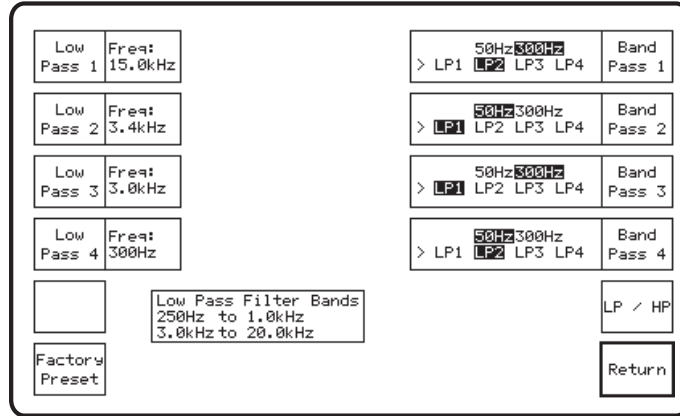 Low
Pass 1
Freq:
15.0kHz
50Hz 300Hz
> LP1 LP2 LP3 LP4
Band
Pass 1
Low
Pass 2
Freq:
3.4kHz
50Hz 300Hz
> LP1 LP2 LP3 LP4
Band
Pass 2
Low
Pass 3
Freq:
3.0kHz
50Hz 300Hz
> LP1 LP2 LP3 LP4
Band
Pass 3
Low
Pass 4
Freq:
300Hz
50Hz 300Hz
> LP1 LP2 LP3 LP4
Band
Pass 4
Low Pass Filter Bands
250Hz to 1.0kHz
3.0kHz to 20.0kHz
LP / HP
Factory
Preset
Return